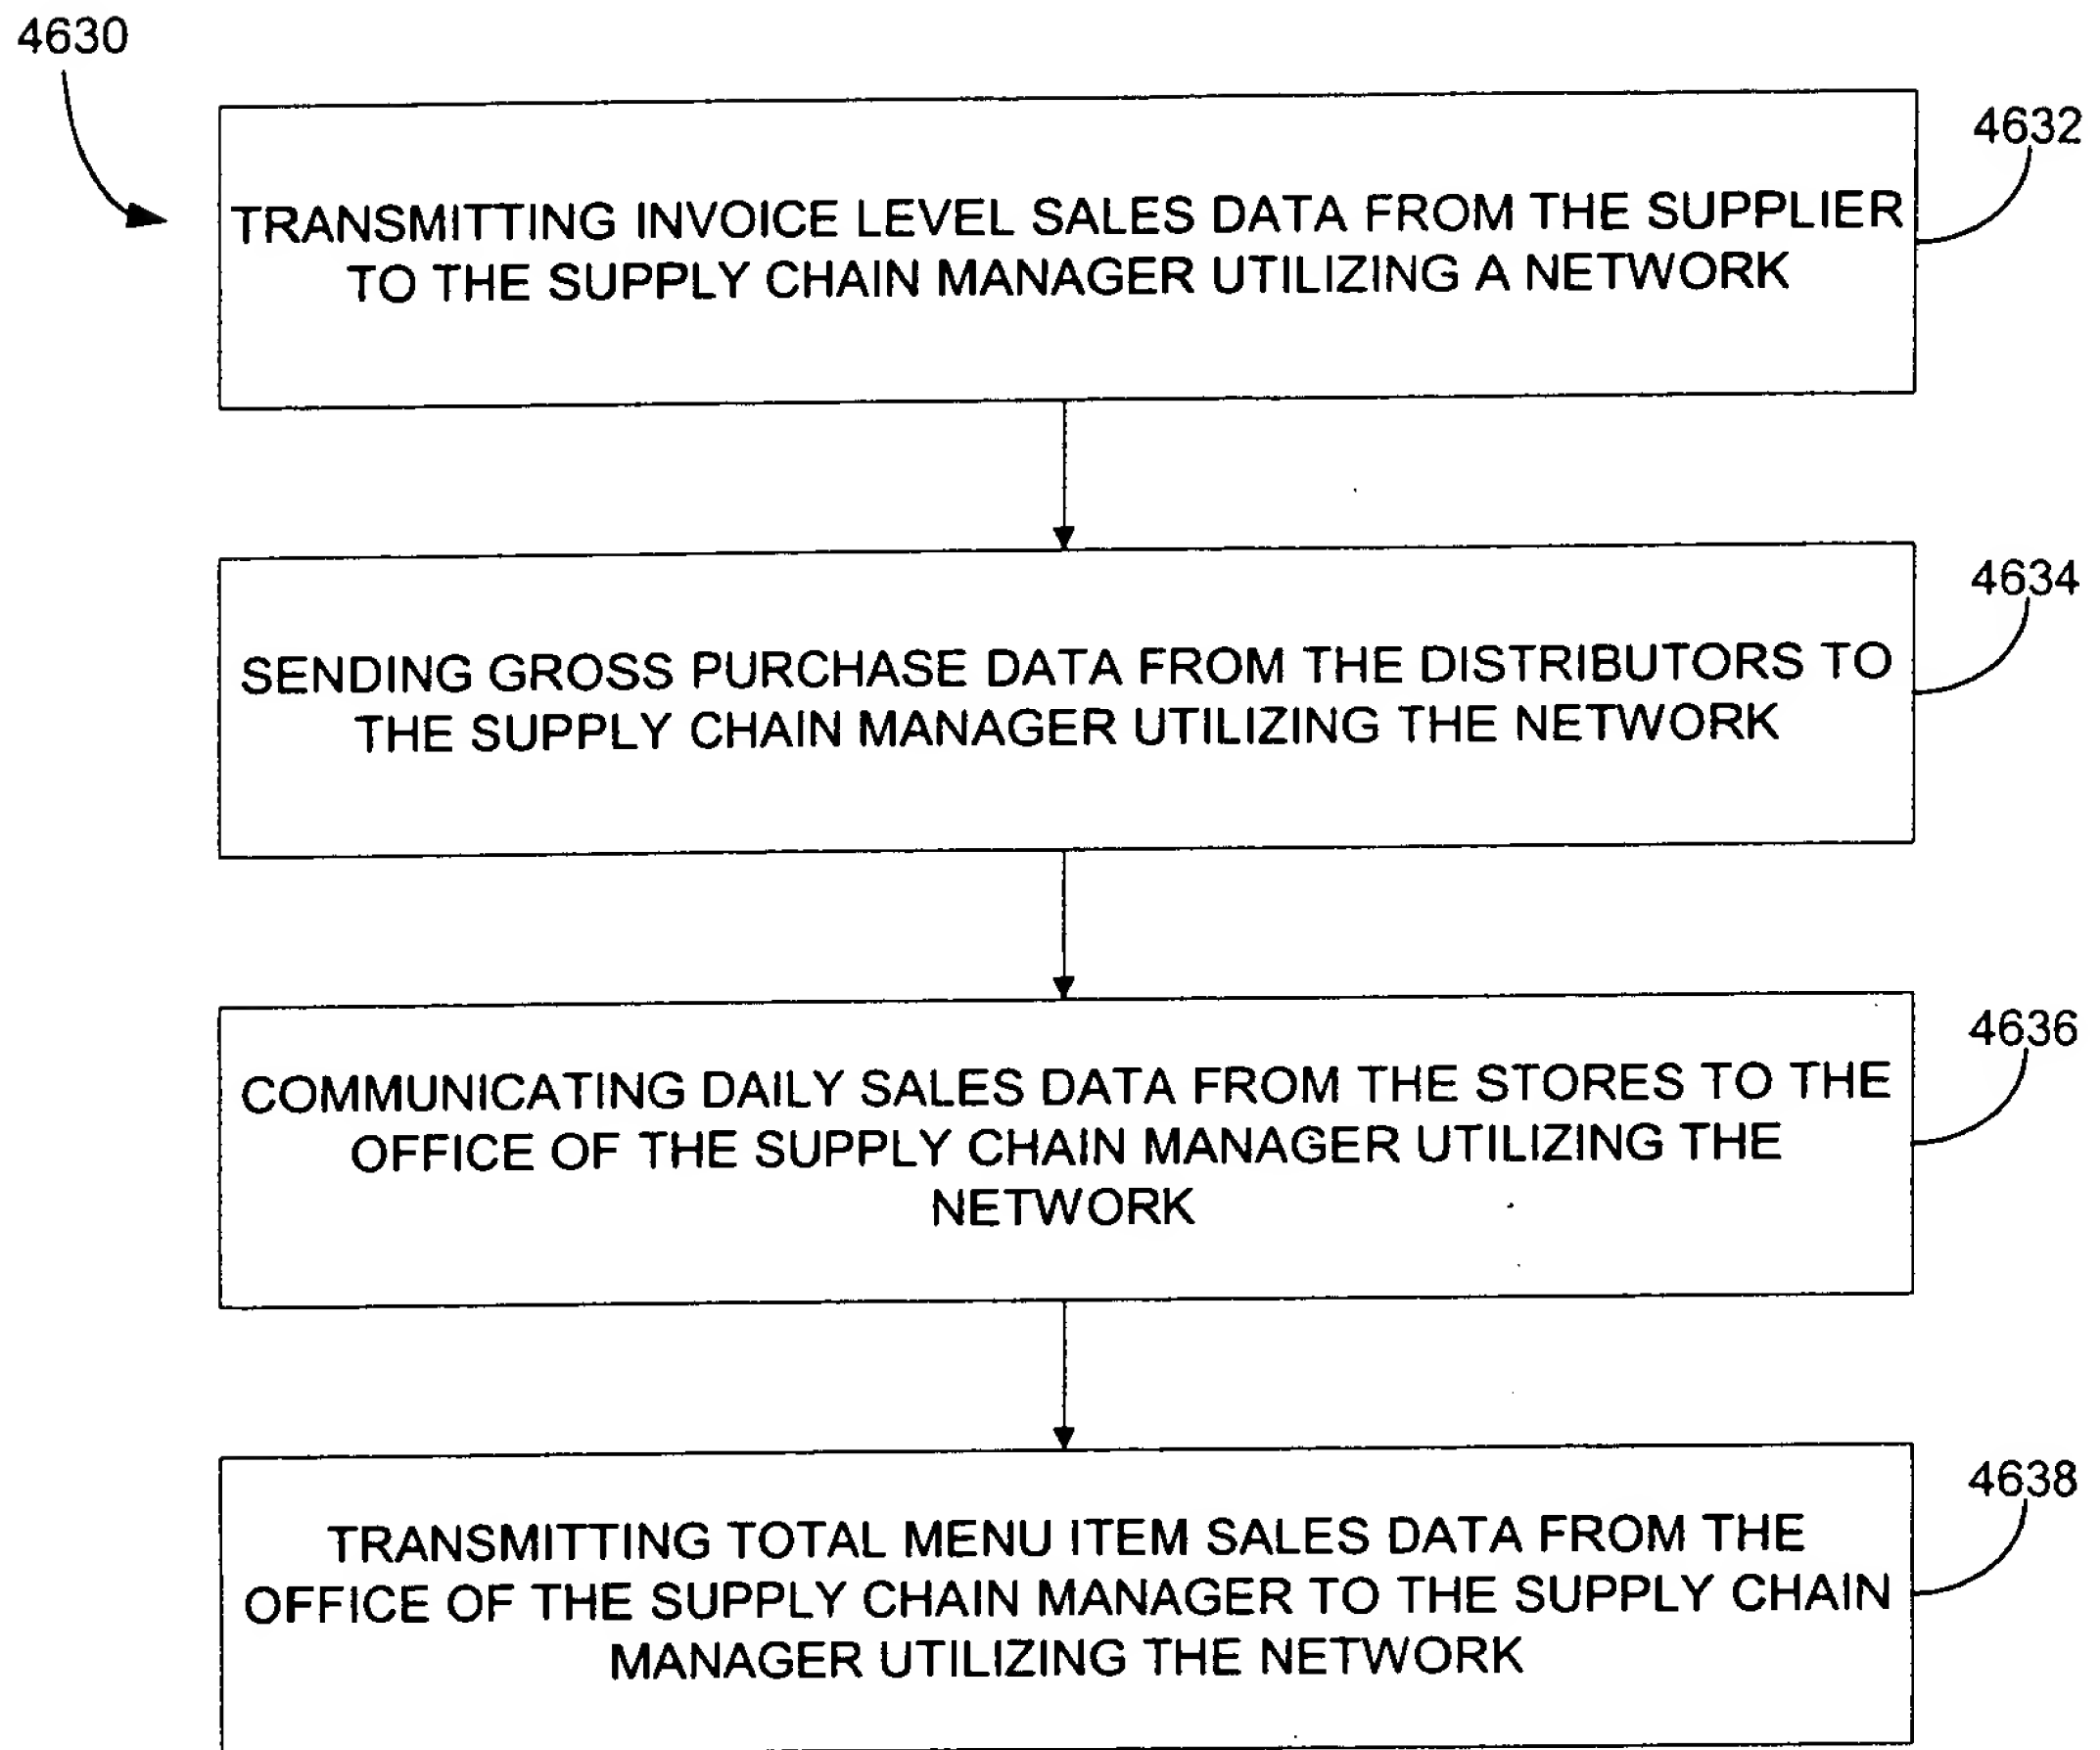 4630
4632
TRANSMITTING INVOICE LEVEL SALES DATA FROM THE SUPPLIER
TO THE SUPPLY CHAIN MANAGER UTILIZING A NETWORK
4634
SENDING GROSS PURCHASE DATA FROM THE DISTRIBUTORS TO
THE SUPPLY CHAIN MANAGER UTILIZING THE NETWORK
4636
COMMUNICATING DAILY SALES DATA FROM THE STORES TO THE
OFFICE OF THE SUPPLY CHAIN MANAGER UTILIZING THE
NETWORK
4638
TRANSMITTING TOTAL MENU ITEM SALES DATA FROM THE
OFFICE OF THE SUPPLY CHAIN MANAGER TO THE SUPPLY CHAIN
MANAGER UTILIZING THE NETWORK